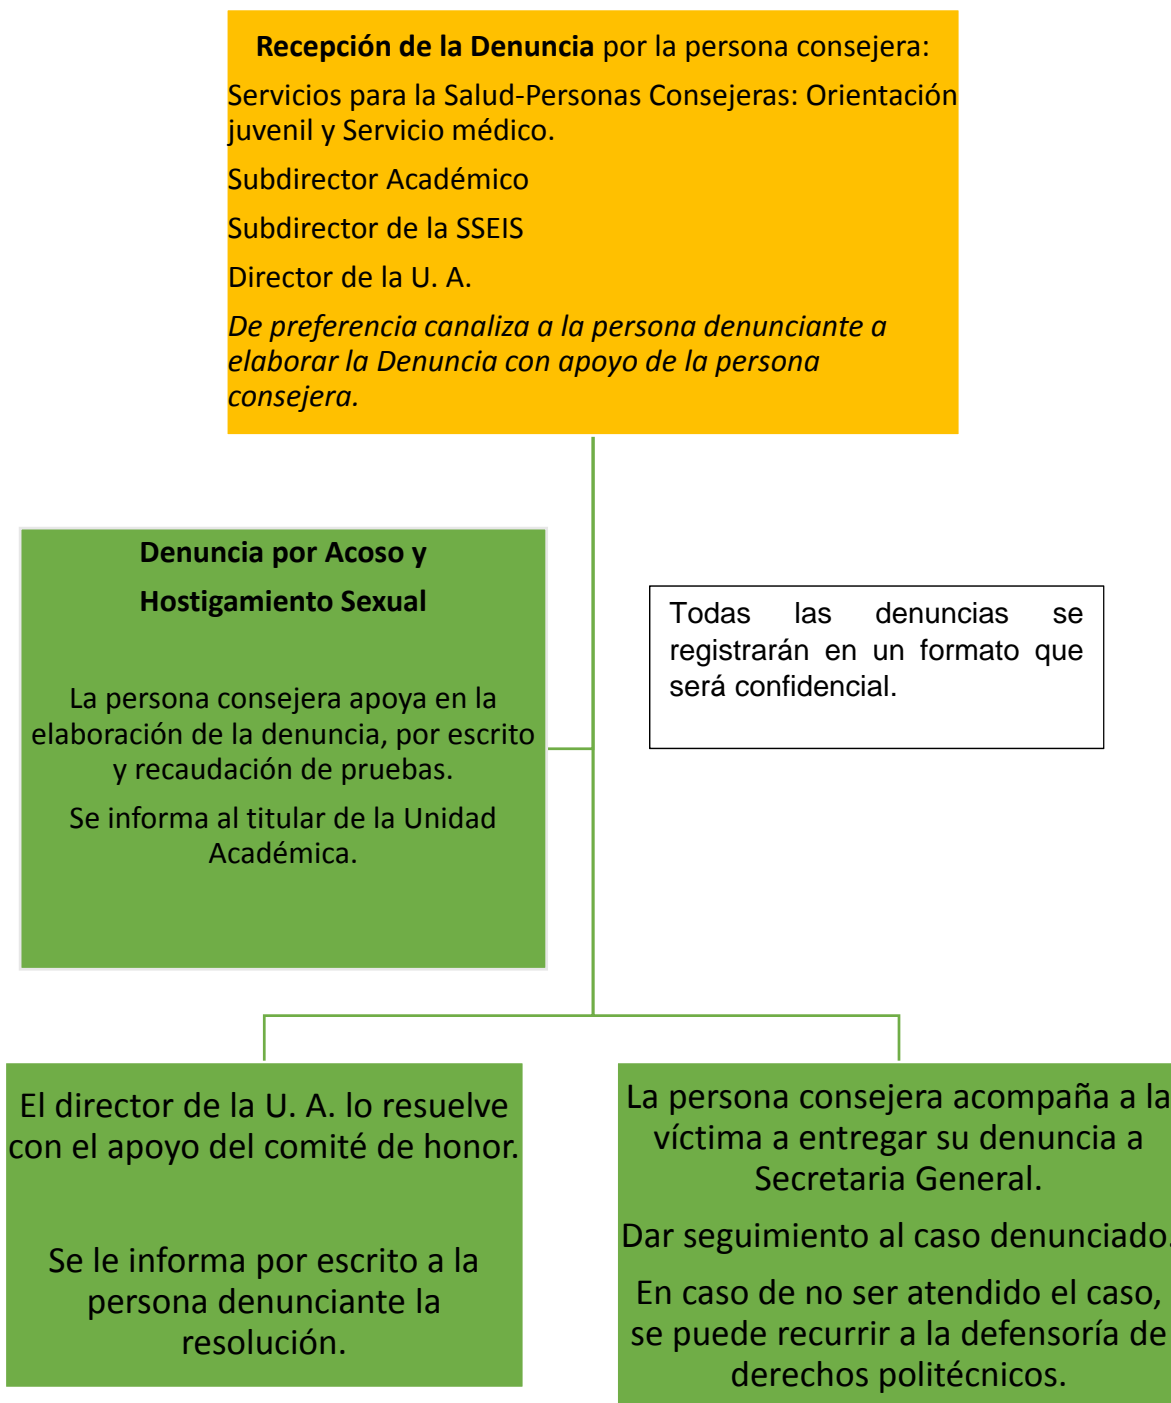 Recepción de la Denuncia por la persona consejera:
Servicios para la Salud-Personas Consejeras: Orientación
juvenil y Servicio médico.
Subdirector Académico
Subdirector de la SSEIS
Director de la U. A.
De preferencia canaliza a la persona denunciante a
elaborar la Denuncia con apoyo de la persona
consejera.
Denuncia por Acoso y
Hostigamiento Sexual
La persona consejera apoya en la
elaboración de la denuncia, por escrito
y recaudación de pruebas.
Se informa al titular de la Unidad
Académica.
Todas las denuncias se
registrarán en un formato que
será confidencial.
El director de la U. A. lo resuelve
con el apoyo del comité de honor.
Se le informa por escrito a la
persona denunciante la
resolución.
La persona consejera acompaña a la
víctima a entregar su denuncia a
Secretaria General.
Dar seguimiento al caso denunciado.
En caso de no ser atendido el caso,
se puede recurrir a la defensoría de
derechos politécnicos.